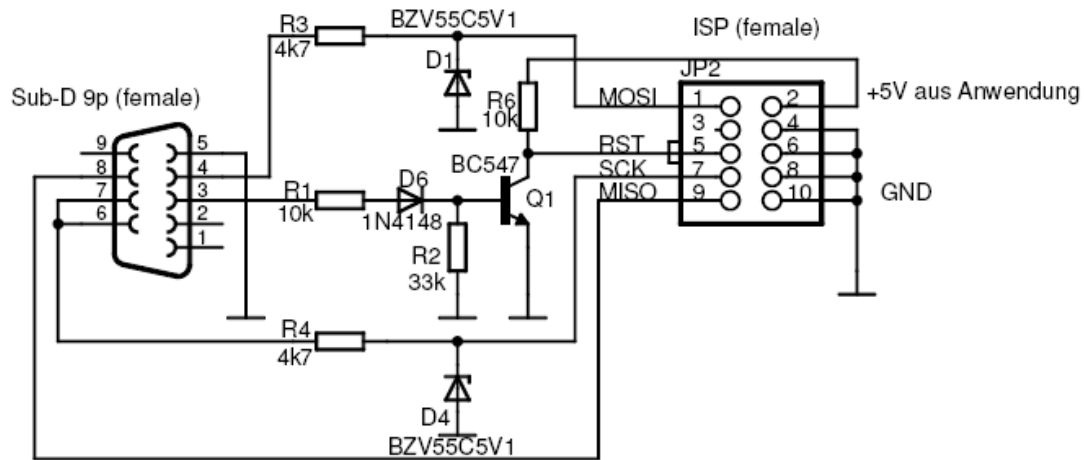 BZV55C5V1
ISP (female)
R3
4k7
D1
JP2
Sub-D 9p (female)
R6
10k
MOSI
1
2
+5V aus Anwendung
3
4
9
5
RST
5
6
8
4
BC547
SCK
7
8
7
3
R1
10k
D6
1N4148
Q1
MISO
9
10
GND
6
2
1
R2
33k
R4
4k7
D4
BZV55C5V1